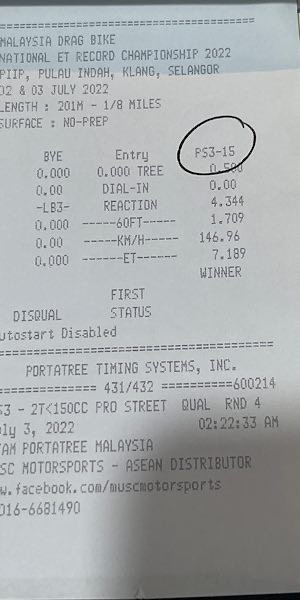 MALAYSIA DRAG BIKE
NATIONAL ET RECORD CHAMPIONSHIP 2022
PIIP, PULAU INDAH, KLANG, SELANGOR
02 & 03 JULY 2022
LENGTH : 201M - 1/8 MILES
SURFACE : NO-PREP
BYE Entry PS3-15
0.000 0.000 TREE 0.500
0.00 DIAL-IN 0.00
-LB3- REACTION 4.344
0.000 -----60FT----- 1.709
0.00 -----KM/H----- 146.96
0.000 ------ET------ 7.189
WINNER
FIRST
DISQUAL STATUS
utostart Disabled
PORTATREE TIMING SYSTEMS, INC.
============= 431/432 ==========600214
S3 - 2T<150CC PRO STREET QUAL RND 4
ly 3, 2022 02:22:33 AM
AM PORTATREE MALAYSIA
SC MOTORSPORTS - ASEAN DISTRIBUTOR
w.facebook.com/muscmotorsports
016-6681490